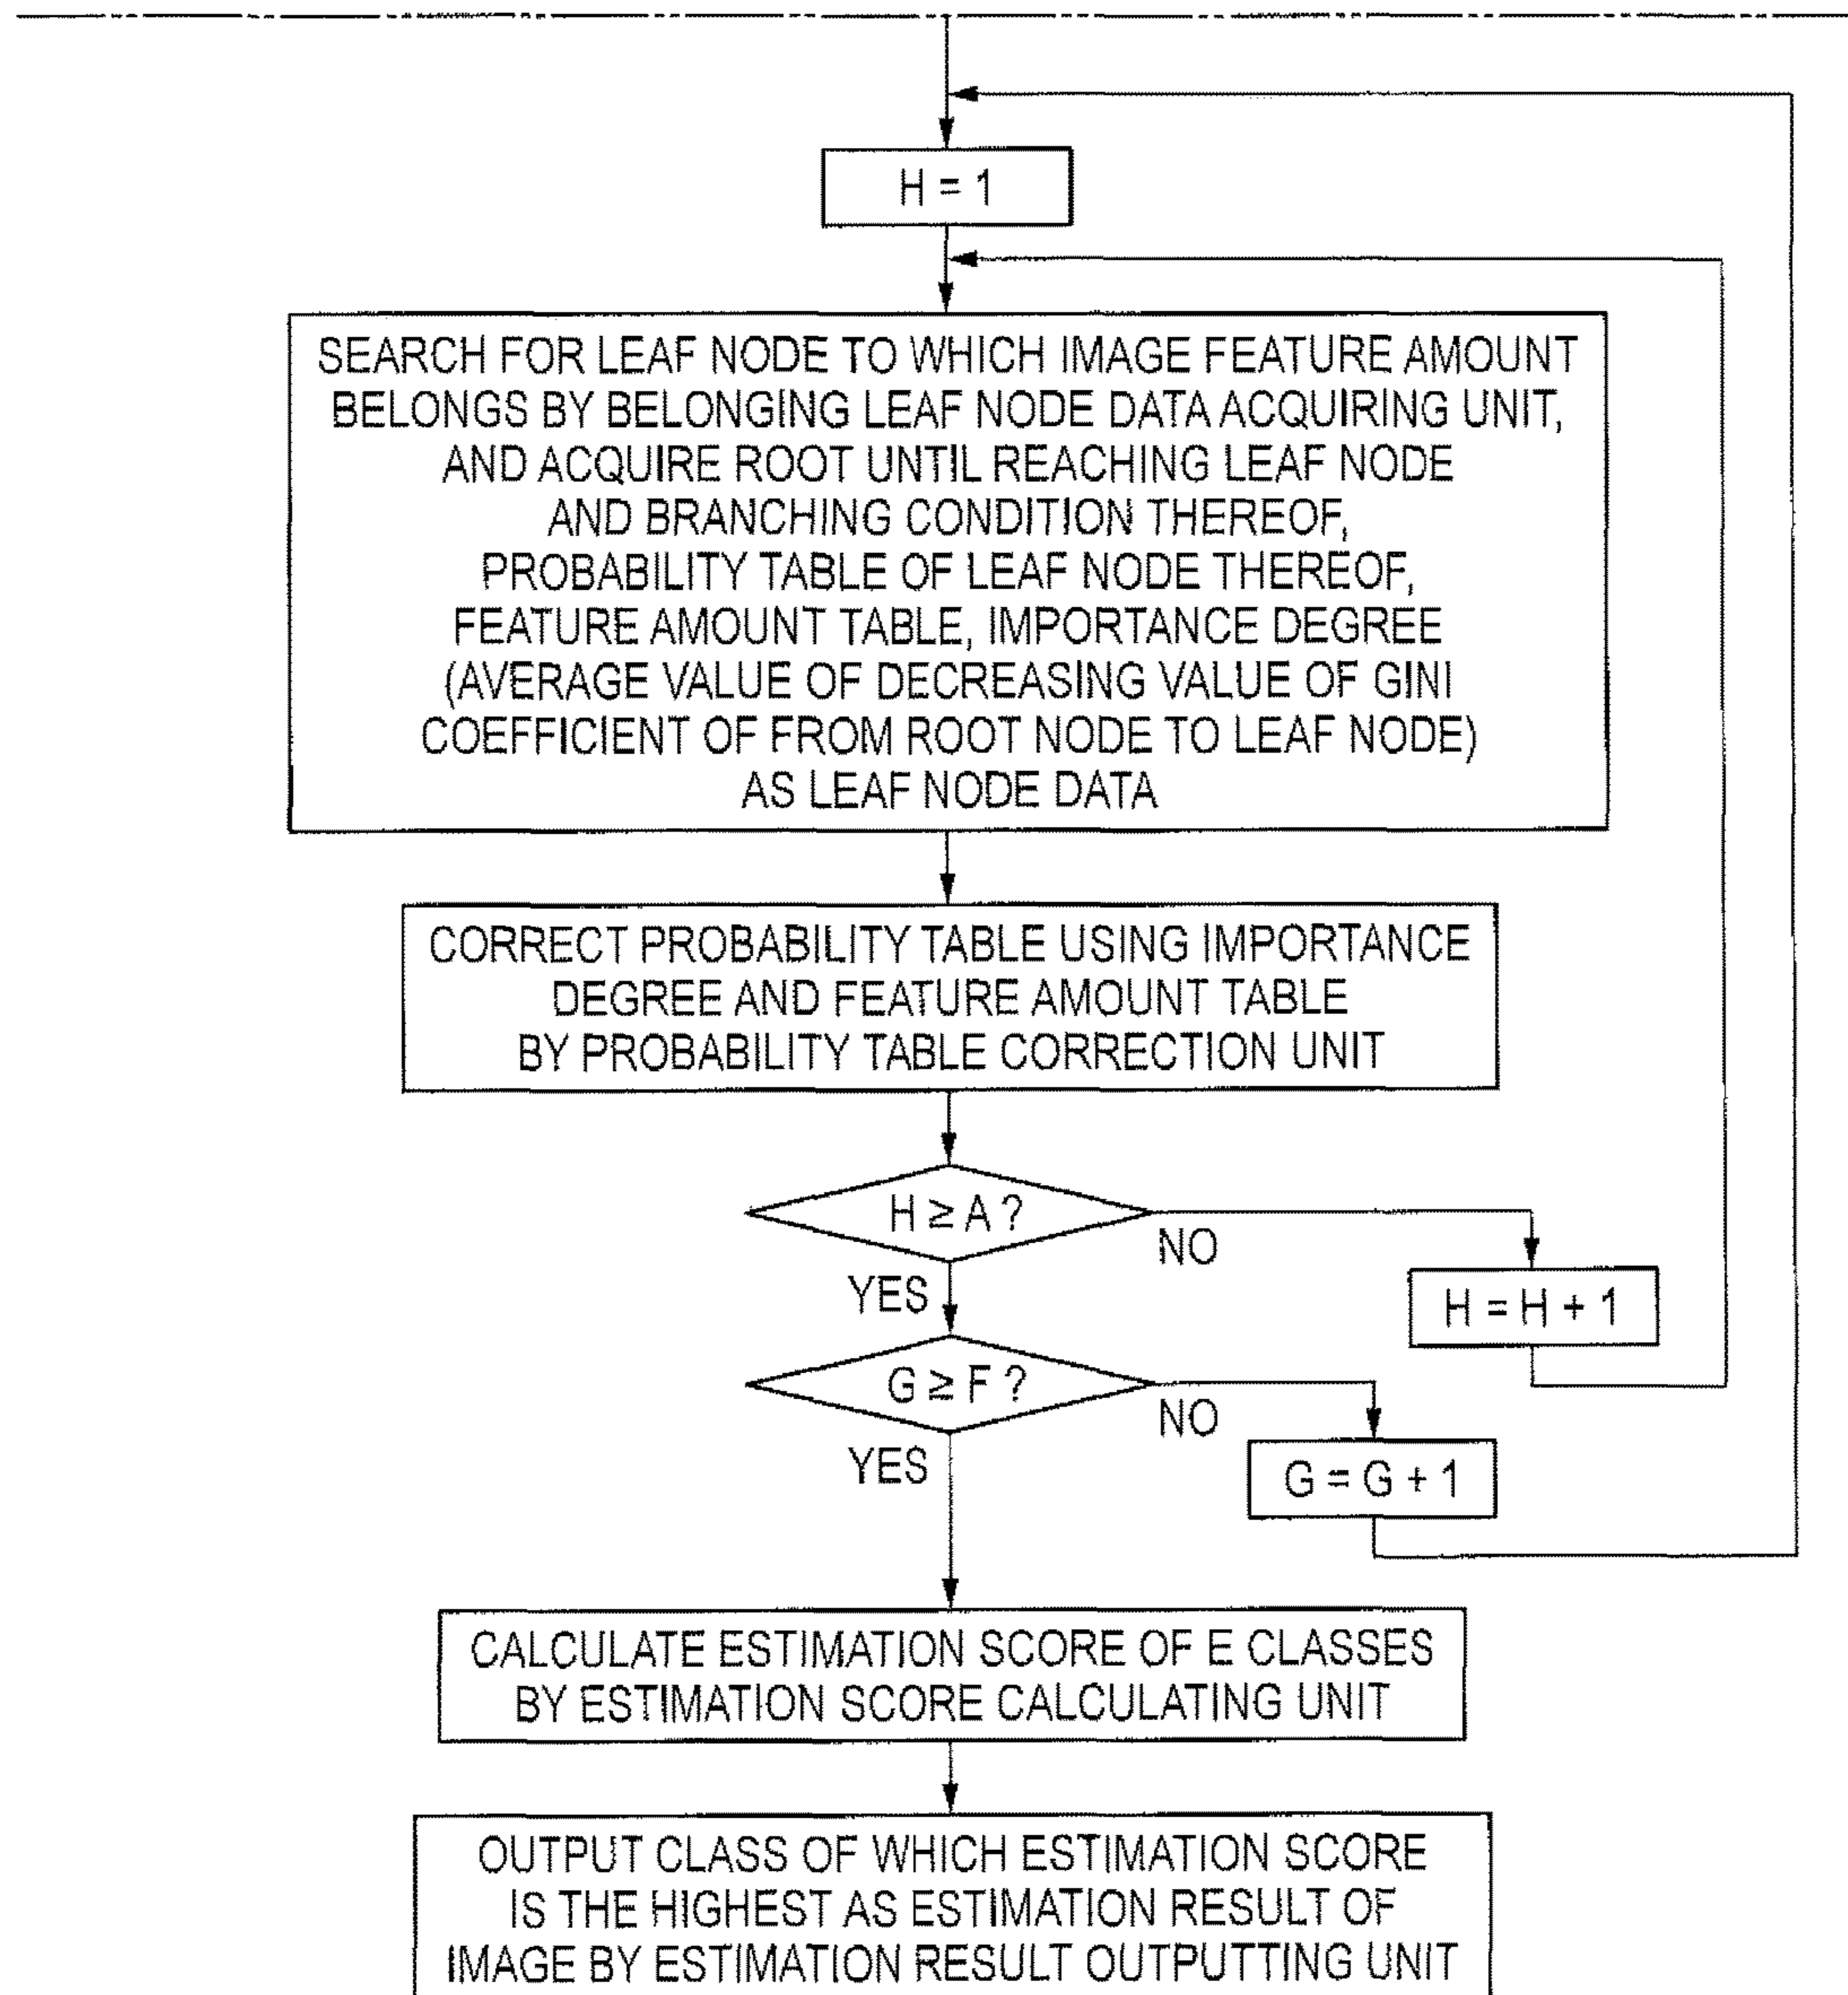 H = 1
SEARCH FOR LEAF NODE TO WHICH IMAGE FEATURE AMOUNT
BELONGS BY BELONGING LEAF NODE DATA ACQUIRING UNIT,
AND ACQUIRE ROOT UNTIL REACHING LEAF NODE
AND BRANCHING CONDITION THEREOF,
PROBABILITY TABLE OF LEAF NODE THEREOF,
FEATURE AMOUNT TABLE, IMPORTANCE DEGREE
(AVERAGE VALUE OF DECREASING VALUE OF GINI
COEFFICIENT OF FROM ROOT NODE TO LEAF NODE)
AS LEAF NODE DATA
CORRECT PROBABILITY TABLE USING IMPORTANCE
DEGREE AND FEATURE AMOUNT TABLE
BY PROBABILITY TABLE CORRECTION UNIT
H ≥ A ?
NO
YES
H = H + 1
G ≥ F ?
NO
YES
G = G + 1
CALCULATE ESTIMATION SCORE OF E CLASSES
BY ESTIMATION SCORE CALCULATING UNIT
OUTPUT CLASS OF WHICH ESTIMATION SCORE
IS THE HIGHEST AS ESTIMATION RESULT OF
IMAGE BY ESTIMATION RESULT OUTPUTTING UNIT